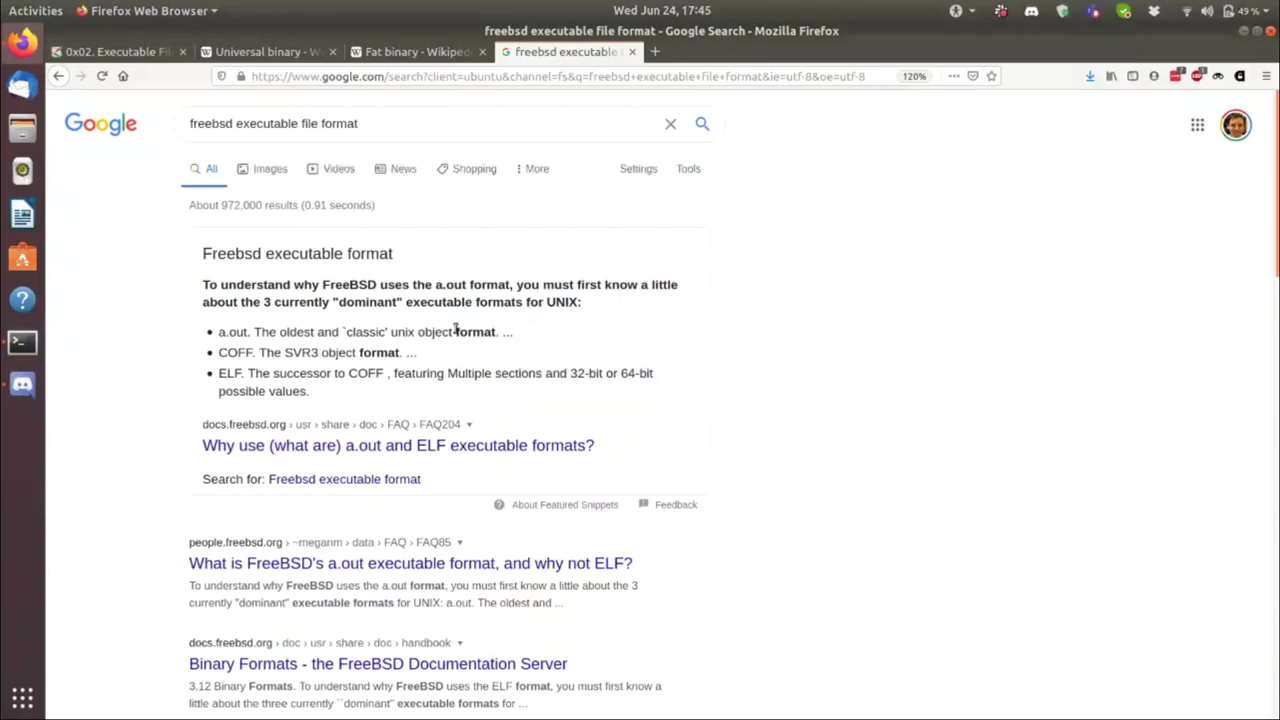 Activities Firefox Web Browser Wed Jun 24, 17:45 49 %
freebsd executable file format - Google Search - Mozilla Firefox
0x02. Executable Fi Universal binary - W Fat binary - Wikiped freebsd executable
https://www.google.com/search?client=ubuntu&channel=fs&q=freebsd+executable+file+format&ie=utf-8&oe=utf-8 120%
Google freebsd executable file format
All Images Videos News Shopping More Settings Tools
About 972,000 results (0.91 seconds)
Freebsd executable format
To understand why FreeBSD uses the a.out format, you must first know a little
about the 3 currently "dominant" executable formats for UNIX:
• a.out. The oldest and `classic' unix object format. ...
• COFF. The SVR3 object format. ...
• ELF. The successor to COFF , featuring Multiple sections and 32-bit or 64-bit
possible values.
docs.freebsd.org › usr › share › doc › FAQ › FAQ204
Why use (what are) a.out and ELF executable formats?
Search for: Freebsd executable format
About Featured Snippets Feedback
people.freebsd.org › ~meganm › data › FAQ › FAQ85
What is FreeBSD's a.out executable format, and why not ELF?
To understand why FreeBSD uses the a.out format, you must first know a little about the 3
currently "dominant" executable formats for UNIX: a.out. The oldest and ...
docs.freebsd.org › doc › usr › share › doc › handbook
Binary Formats - the FreeBSD Documentation Server
3.12 Binary Formats. To understand why FreeBSD uses the ELF format, you must first know a
little about the three currently ``dominant'' executable formats for ...